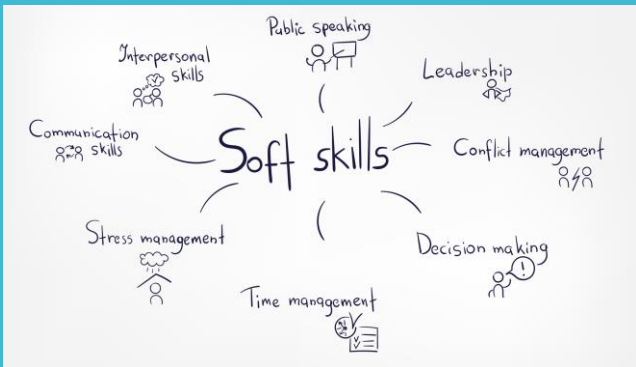 Public speaking
Interpersonal
skills
Leadership
Communication
skills
Soft skills
Conflict management
Stress management
Decision making
Time management